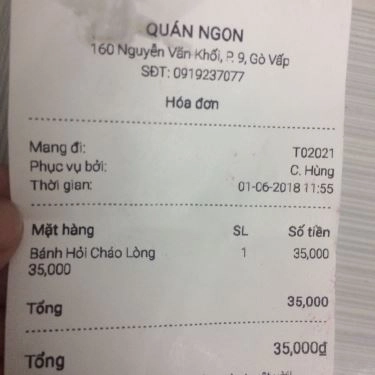 QUÁN NGON
160 Nguyễn Văn Khối, P. 9, Gò Vấp
SĐT: 0919237077
Hóa đơn
Mang đi: T02021
Phục vụ bởi: C. Hùng
Thời gian: 01-06-2018 11:55
Mặt hàng SL Số tiền
Bánh Hỏi Cháo Lòng 1 35,000
35,000
Tổng 35,000
Tổng 35,000₫